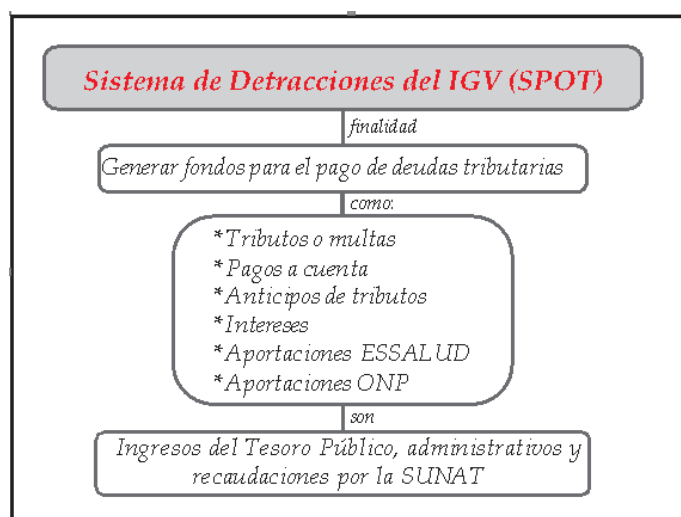 Sistema de Detracciones del IGV (SPOT)
finalidad
Generar fondos para el pago de deudas tributarias
como:
*Tributos o multas
*Pagos a cuenta
*Anticipos de tributos
*Intereses
*Aportaciones ESSALUD
*Aportaciones ONP
son
Ingresos del Tesoro Público, administrativos y
recaudaciones por la SUNAT